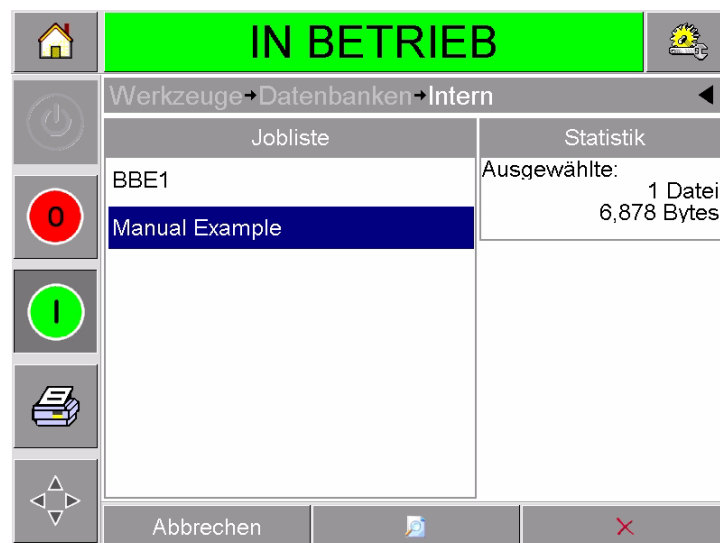 IN BETRIEB
Werkzeuge→Datenbanken→Intern
Jobliste
Statistik
BBE1
Manual Example
Ausgewählte:
1 Datei
6,878 Bytes
0
I
Abbrechen